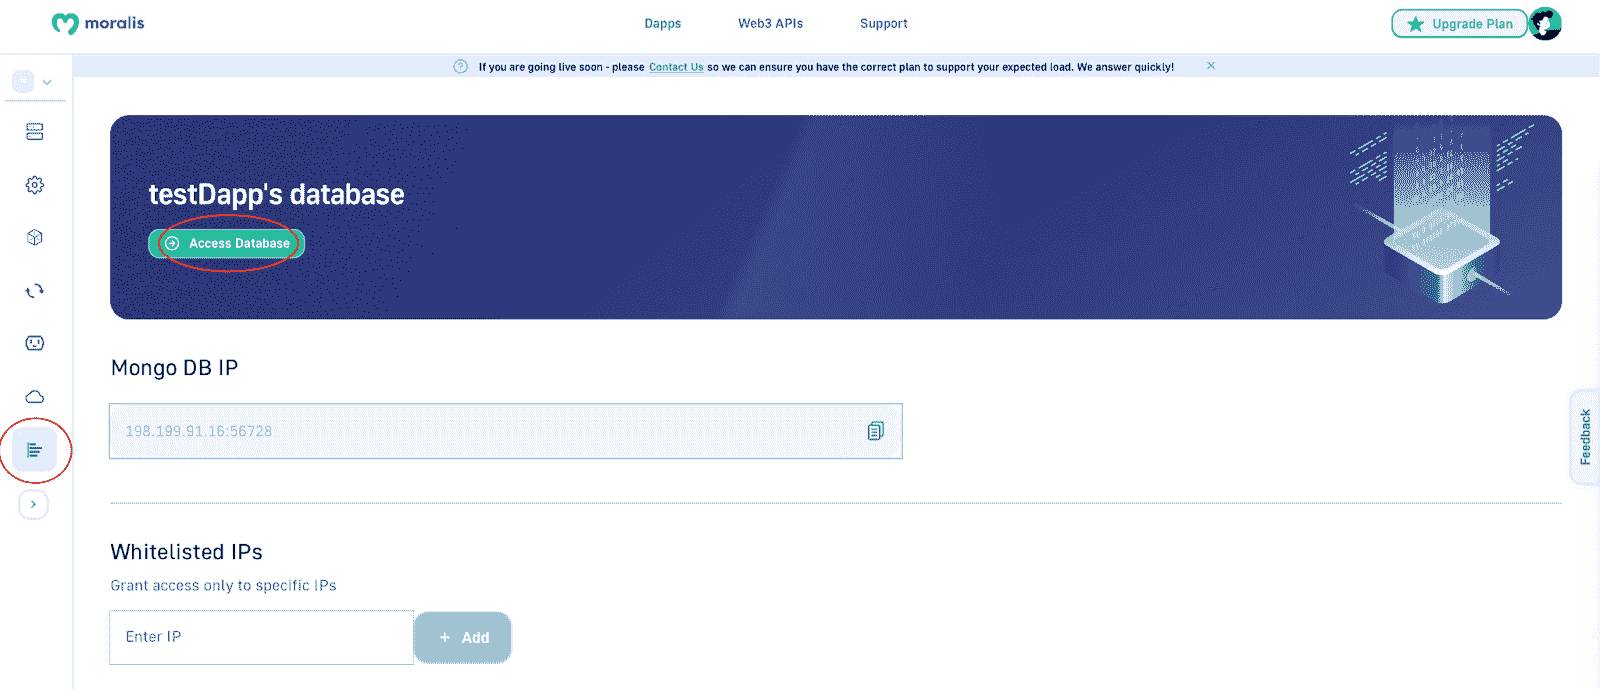 moralis
Dapps Web3 APIs Support
Upgrade Plan
If you are going live soon - please Contact Us so we can ensure you have the correct plan to support your expected load. We answer quickly!
testDapp's database
Access Database
Mongo DB IP
198.199.91.16:56728
Whitelisted IPs
Grant access only to specific IPs
Enter IP
+ Add
Feedback